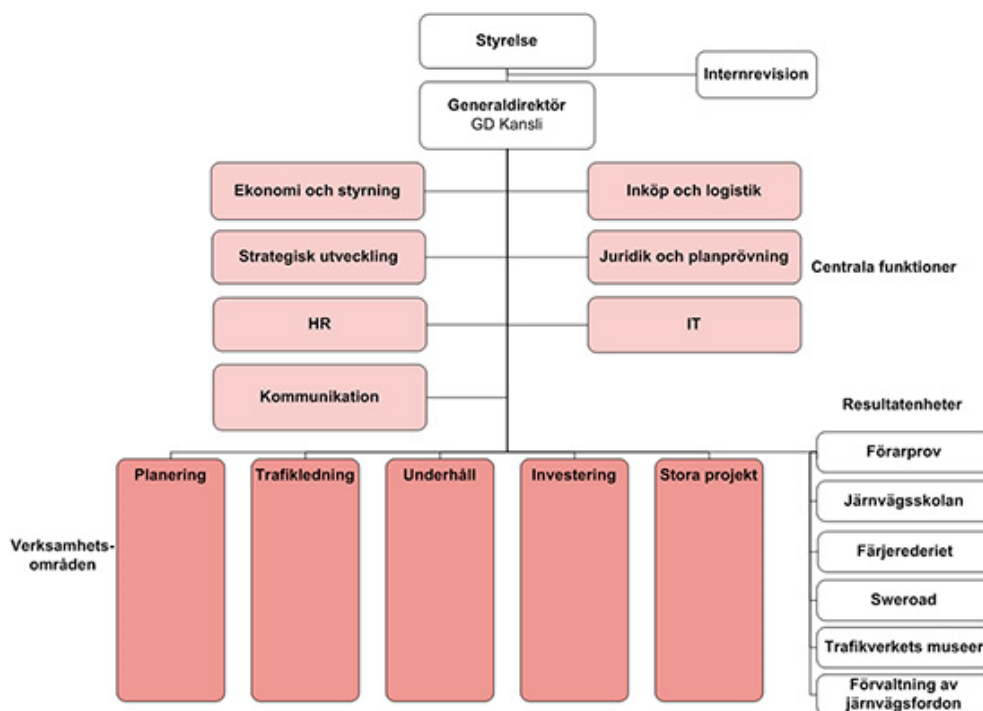 Styrelse
Internrevision
Generaldirektör
GD Kansli
Ekonomi och styrning
Inköp och logistik
Strategisk utveckling
Juridik och planprövning
Centrala funktioner
HR
IT
Kommunikation
Resultatenheter
Planering
Trafikledning
Underhåll
Investering
Stora projekt
Förarprov
Järnvägsskolan
Verksamhets-
områden
Färjerederiet
Sweroad
Trafikverkets museer
Förvaltning av
järnvägsfordon